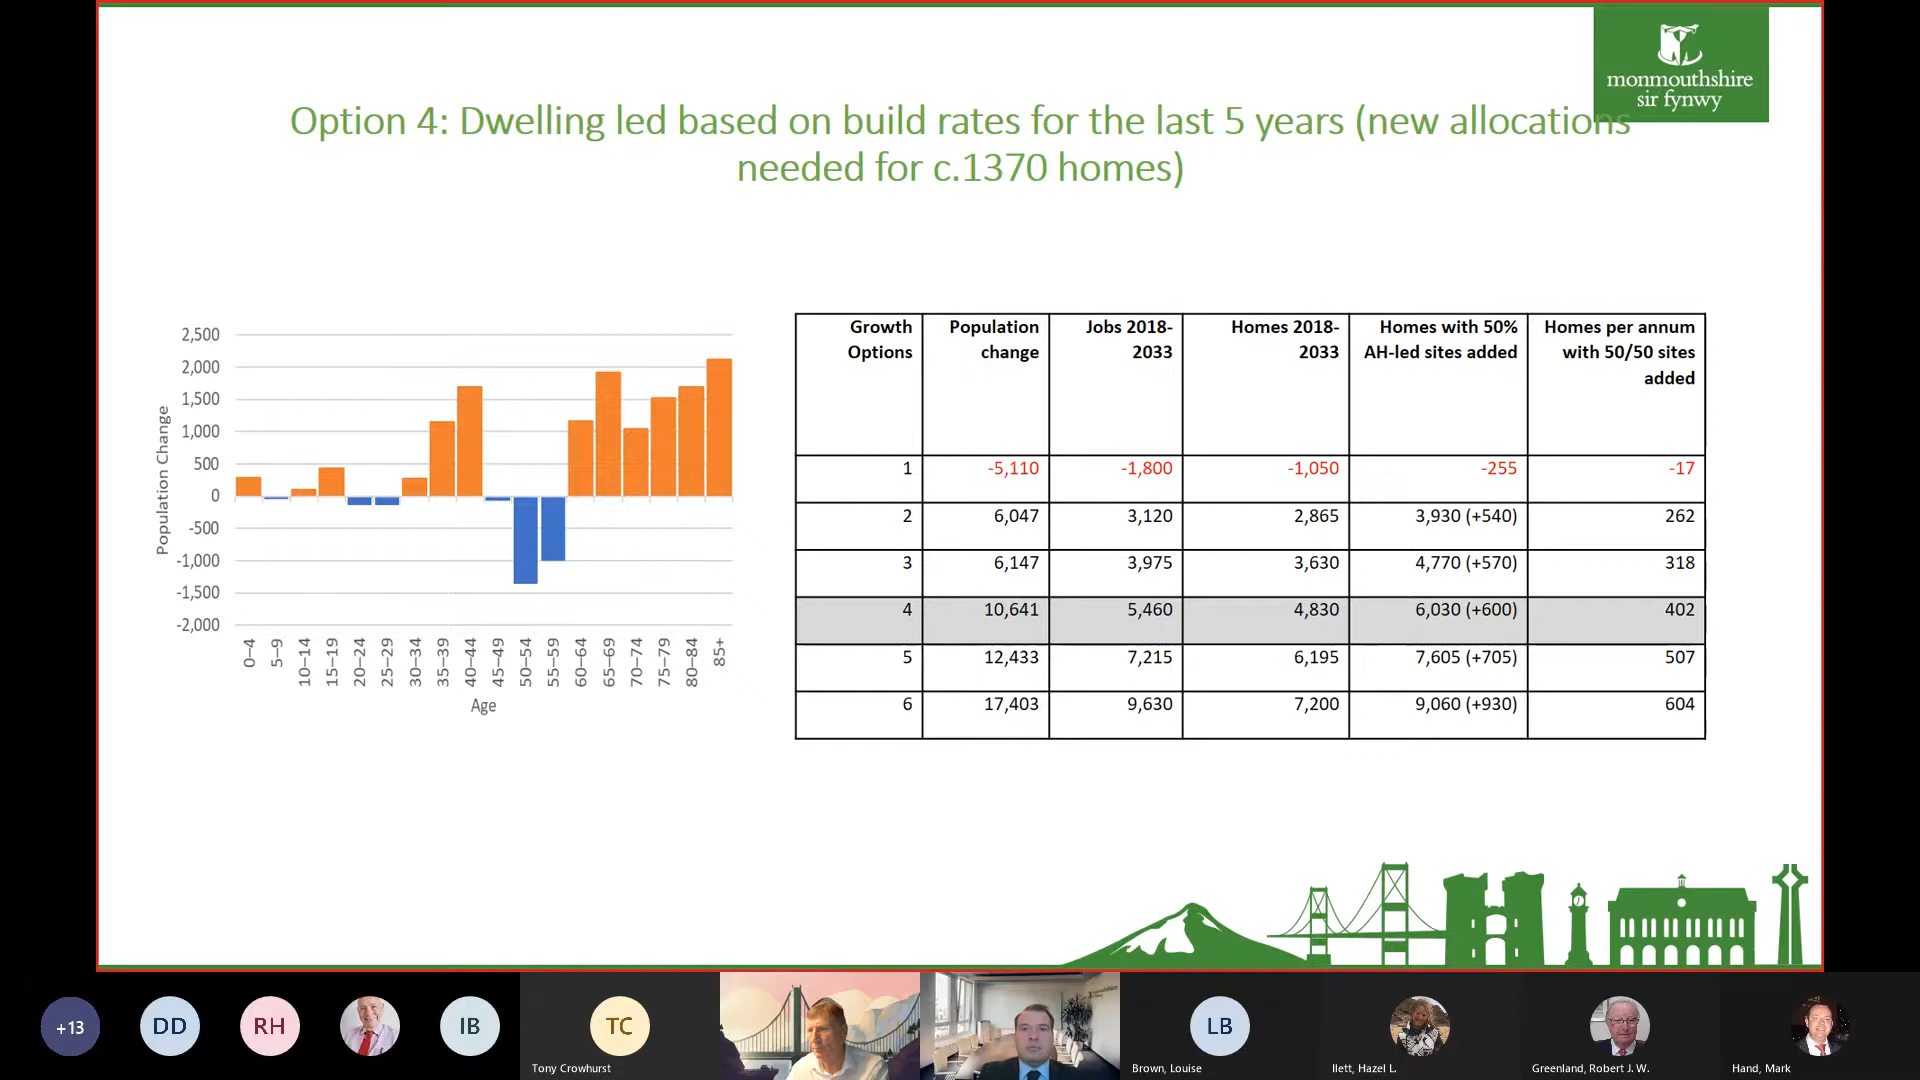 monmouthshire
sir fynwy
Option 4: Dwelling led based on build rates for the last 5 years (new allocations
needed for c.1370 homes)
2,500
2,000
1,500
1,000
500
0
-500
-1,000
-1,500
-2,000
Population Change
0–4
5–9
10–14
15–19
20–24
25–29
30–34
35–39
40–44
45–49
50–54
55–59
60–64
65–69
70–74
75–79
80–84
85+
Age
Growth Options Population change Jobs 2018-2033 Homes 2018-2033 Homes with 50% AH-led sites added Homes per annum with 50/50 sites added
1 -5,110 -1,800 -1,050 -255 -17
2 6,047 3,120 2,865 3,930 (+540) 262
3 6,147 3,975 3,630 4,770 (+570) 318
4 10,641 5,460 4,830 6,030 (+600) 402
5 12,433 7,215 6,195 7,605 (+705) 507
6 17,403 9,630 7,200 9,060 (+930) 604
+13
DD
RH
IB
TC
Tony Crowhurst
monmouthshire
LB
Brown, Louise
Ilett, Hazel L.
Greenland, Robert J. W.
Hand, Mark